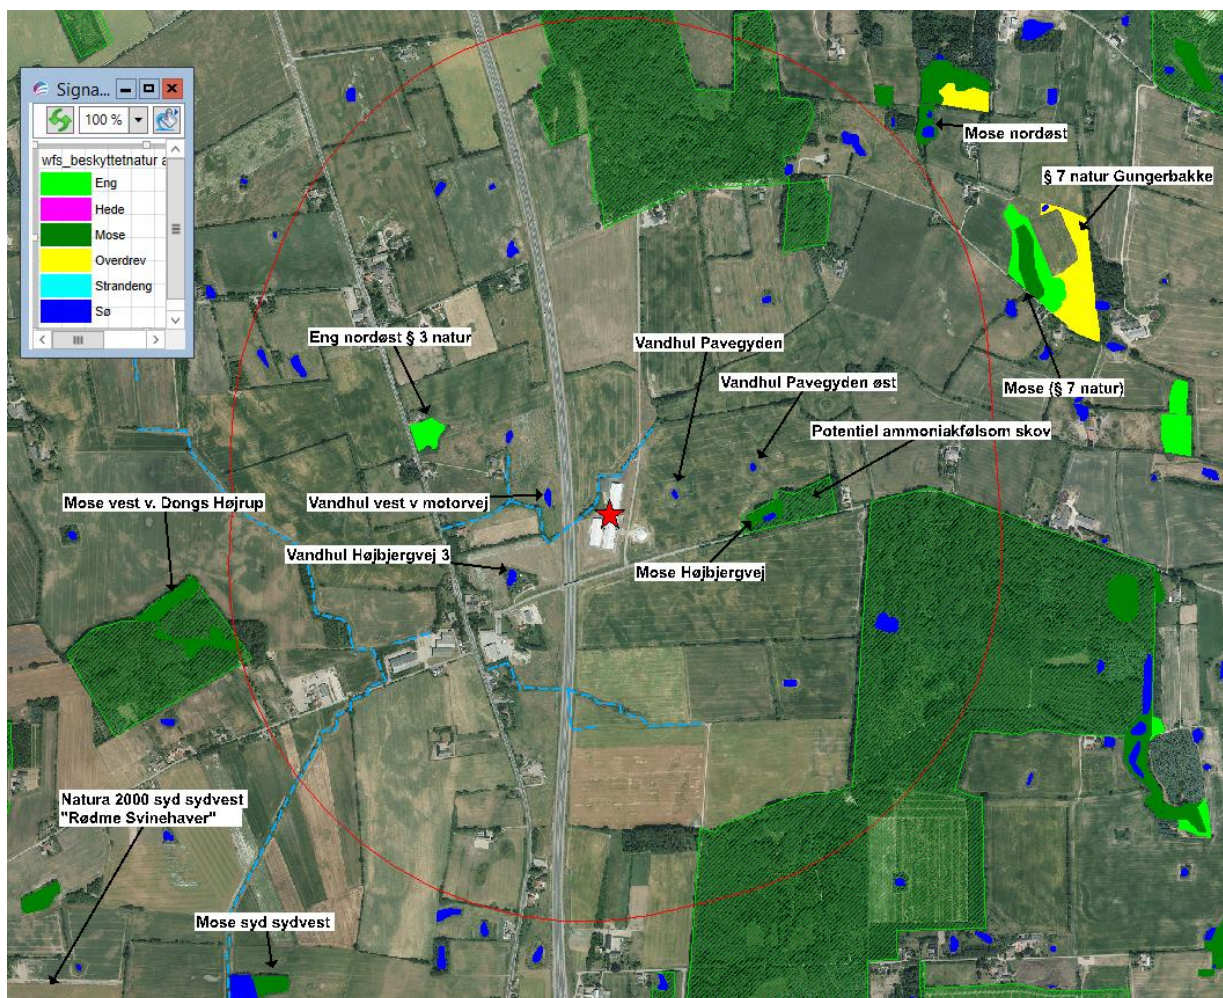 Signa...
100 %
wfs_beskyttetnatur a
Eng
Hede
Mose
Overdrev
Strandeng
Sø
Mose nordøst
§ 7 natur Gungerbakke
Eng nordøst § 3 natur
Vandhul Pavegyden
Vandhul Pavegyden øst
Mose (§ 7 natur)
Potentiel ammoniakfølsom skov
Mose vest v. Dongs Højrup
Vandhul vest v motorvej
Vandhul Højbjergvej 3
Mose Højbjergvej
Natura 2000 syd sydvest
"Rødme Svinehaver"
Mose syd sydvest